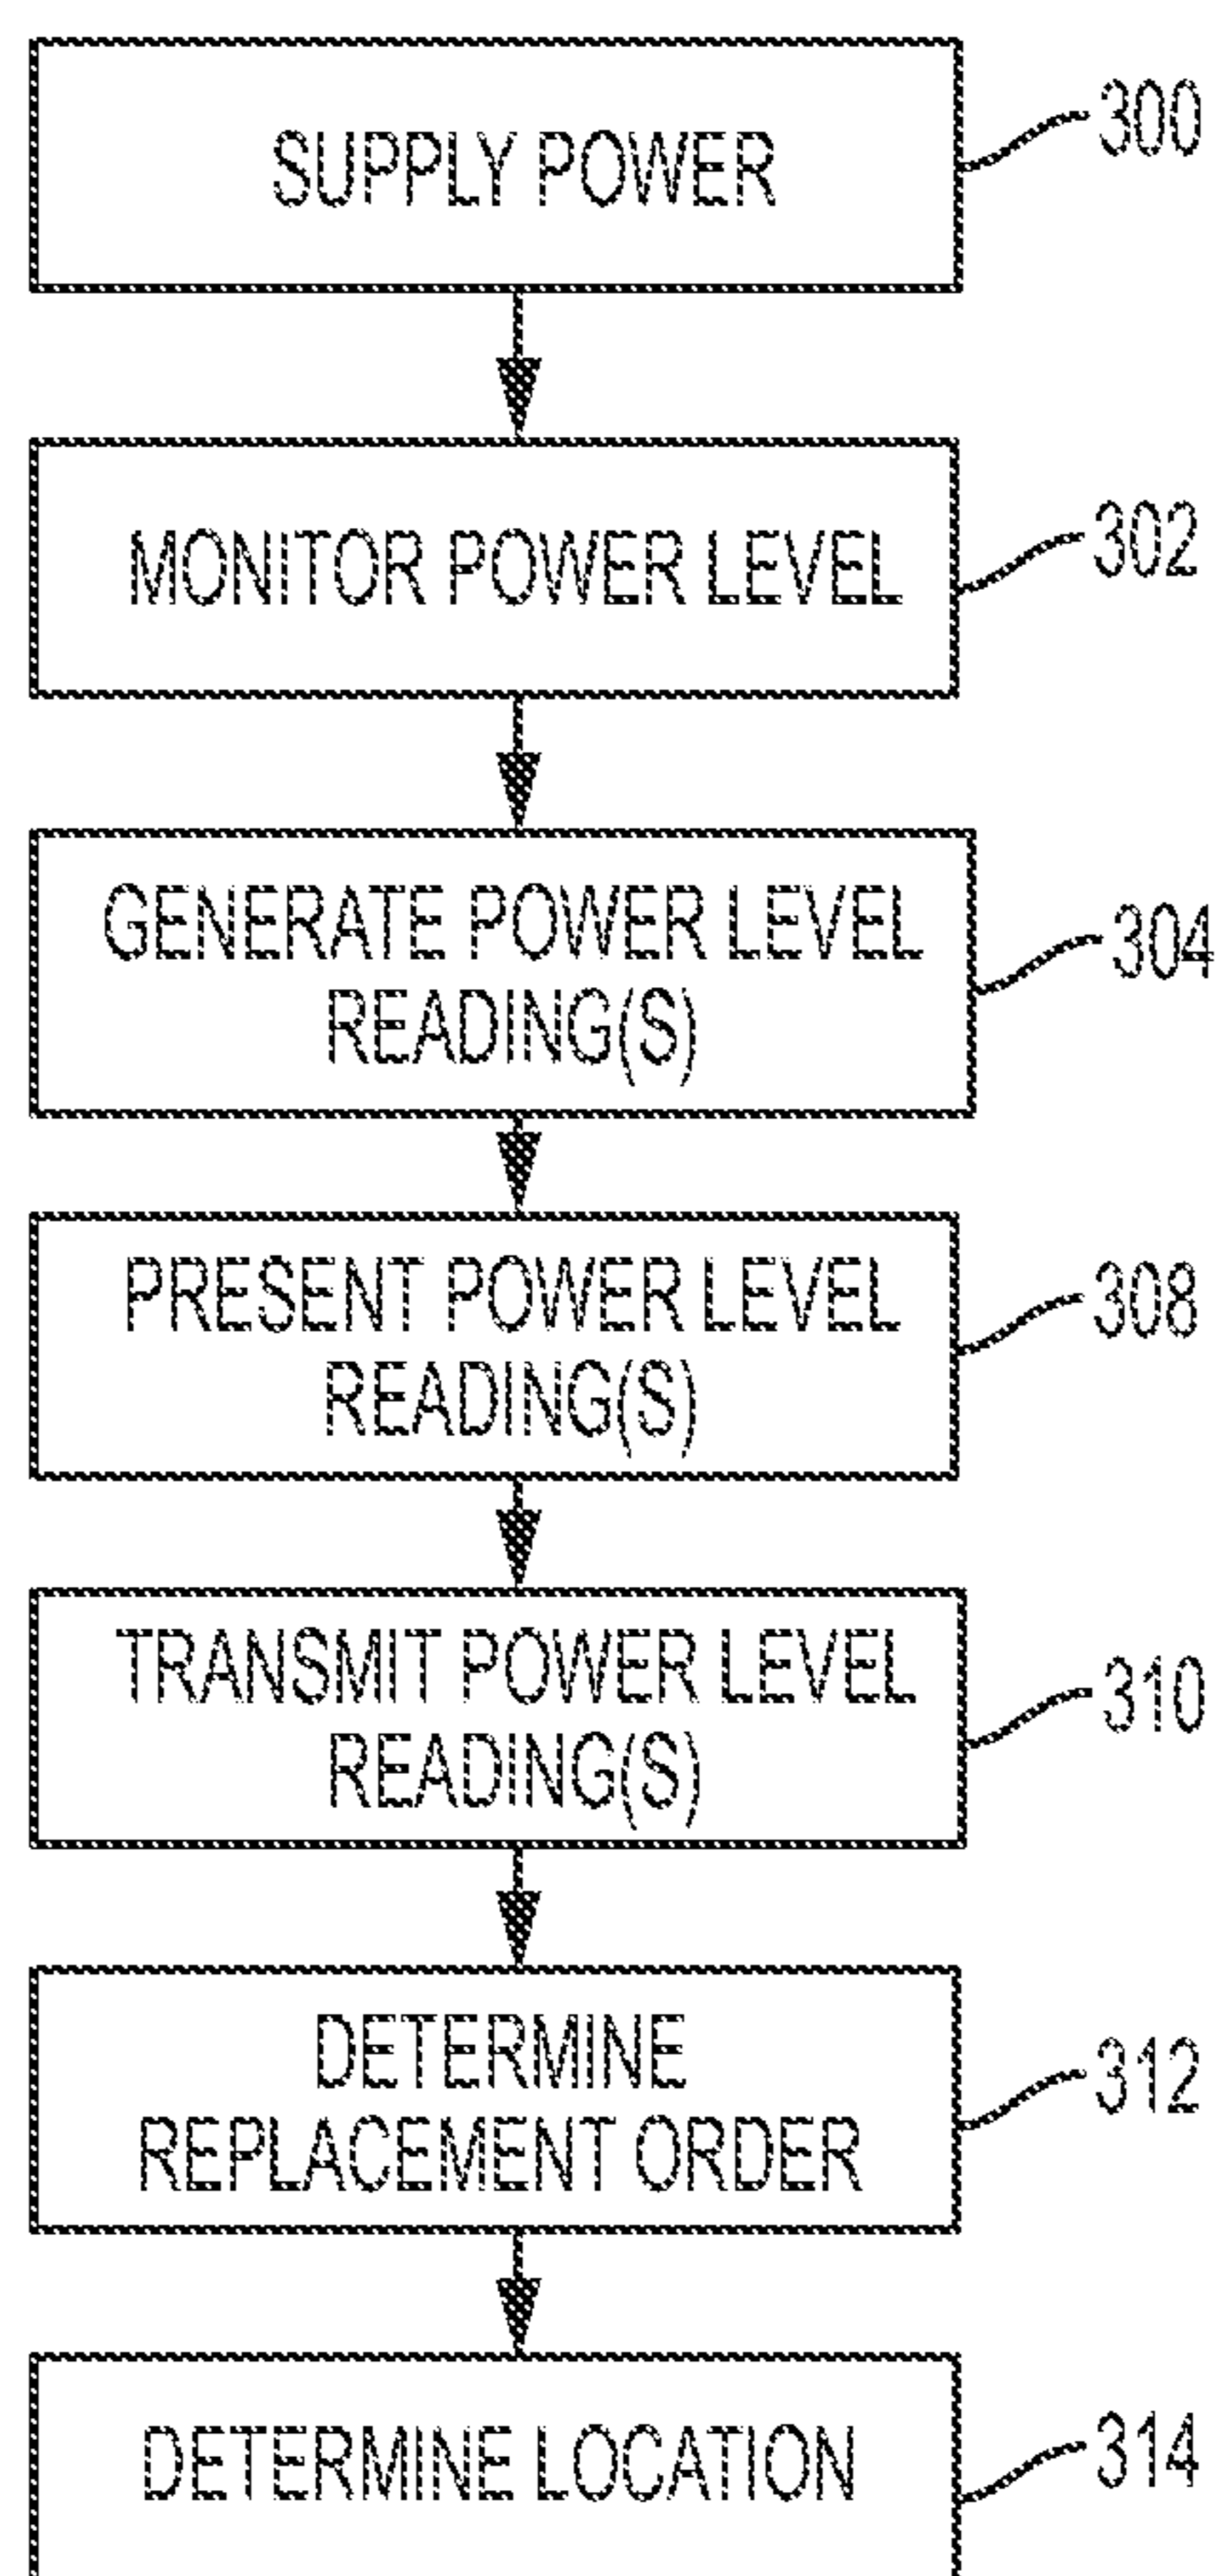 SUPPLY POWER
300
MONITOR POWER LEVEL
302
GENERATE POWER LEVEL
READING(S)
304
PRESENT POWER LEVEL
READING(S)
308
TRANSMIT POWER LEVEL
READING(S)
310
DETERMINE
REPLACEMENT ORDER
312
DETERMINE LOCATION
314